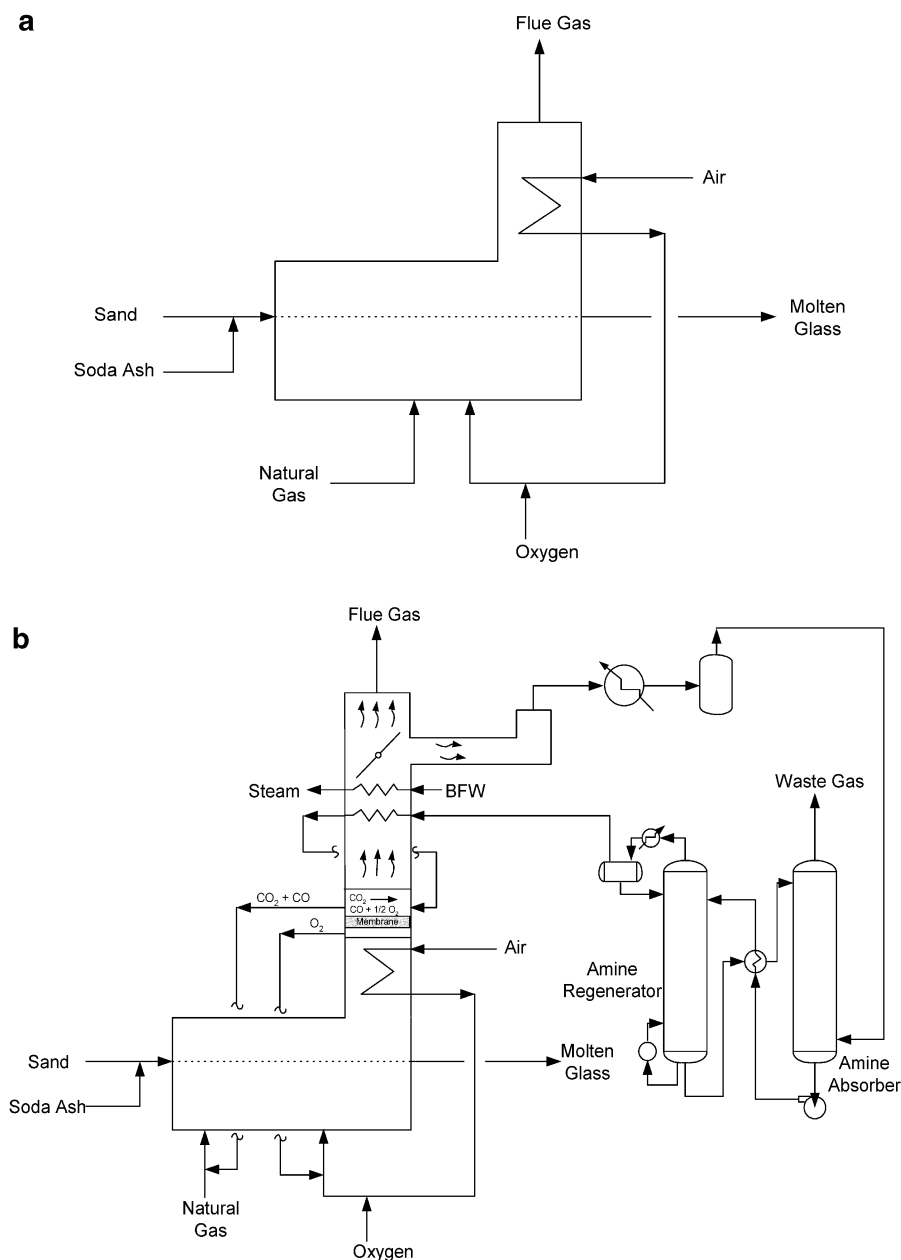 a
Flue Gas
Air
Sand
Soda Ash
Molten
Glass
Natural
Gas
Oxygen
b
Flue Gas
Steam
BFW
Waste Gas
CO₂ + CO
CO₂
CO + 1/2 O₂
Membrane
O₂
Air
Amine
Regenerator
Sand
Soda Ash
Molten
Glass
Amine
Absorber
Natural
Gas
Oxygen